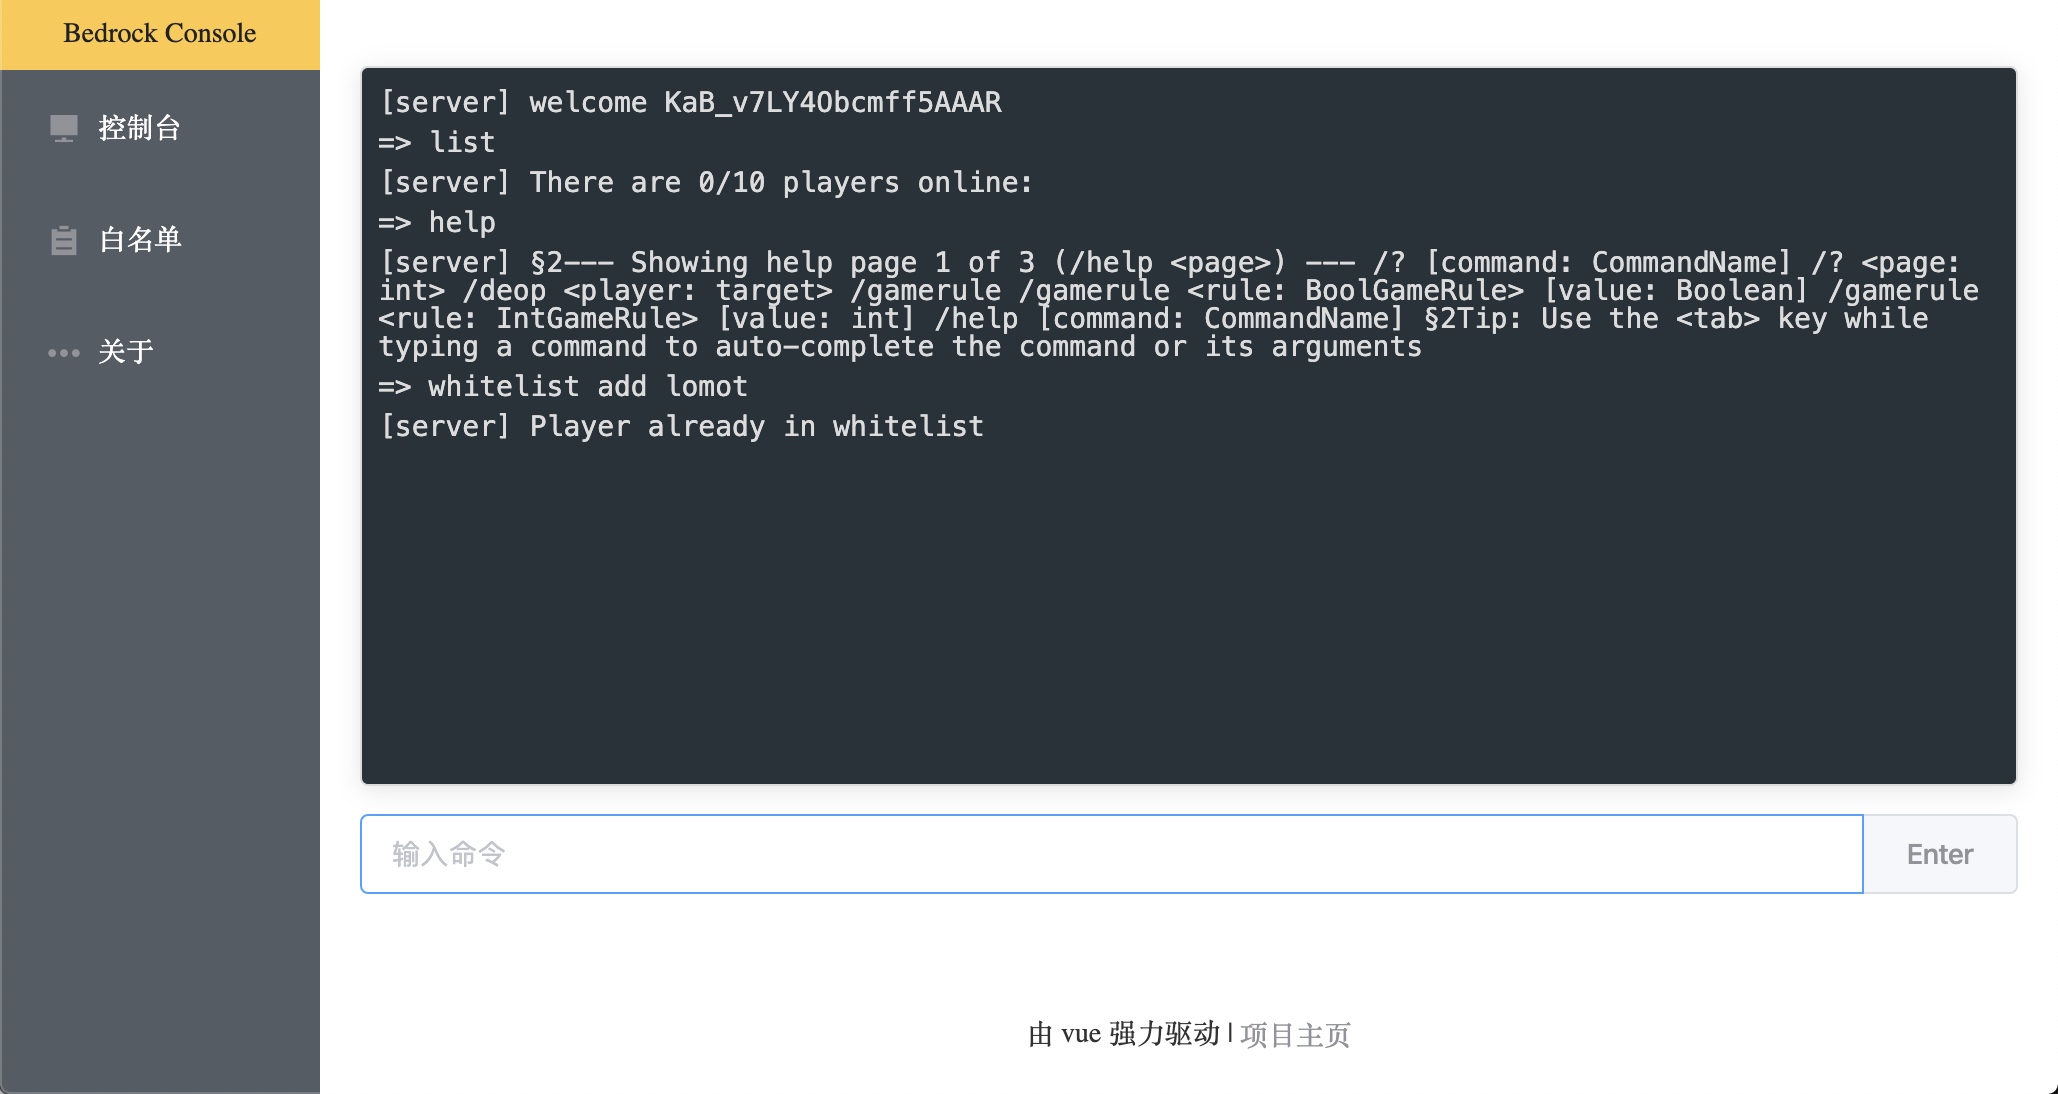 Bedrock Console
控制台
白名单
关于
[server] welcome KaB_v7LY4Obcmff​5AAAR
=> list
[server] There are 0/10 players online:
=> help
[server] §2--- Showing help page 1 of 3 (/help <page>) --- /? [command: CommandName] /? <page:
int> /deop <player: target> /gamerule /gamerule <rule: BoolGameRule> [value: Boolean] /gamerule
<rule: IntGameRule> [value: int] /help [command: CommandName] §2Tip: Use the <tab> key while
typing a command to auto-complete the command or its arguments
=> whitelist add lomot
[server] Player already in whitelist
输入命令
Enter
由 vue 强力驱动 | 项目主页